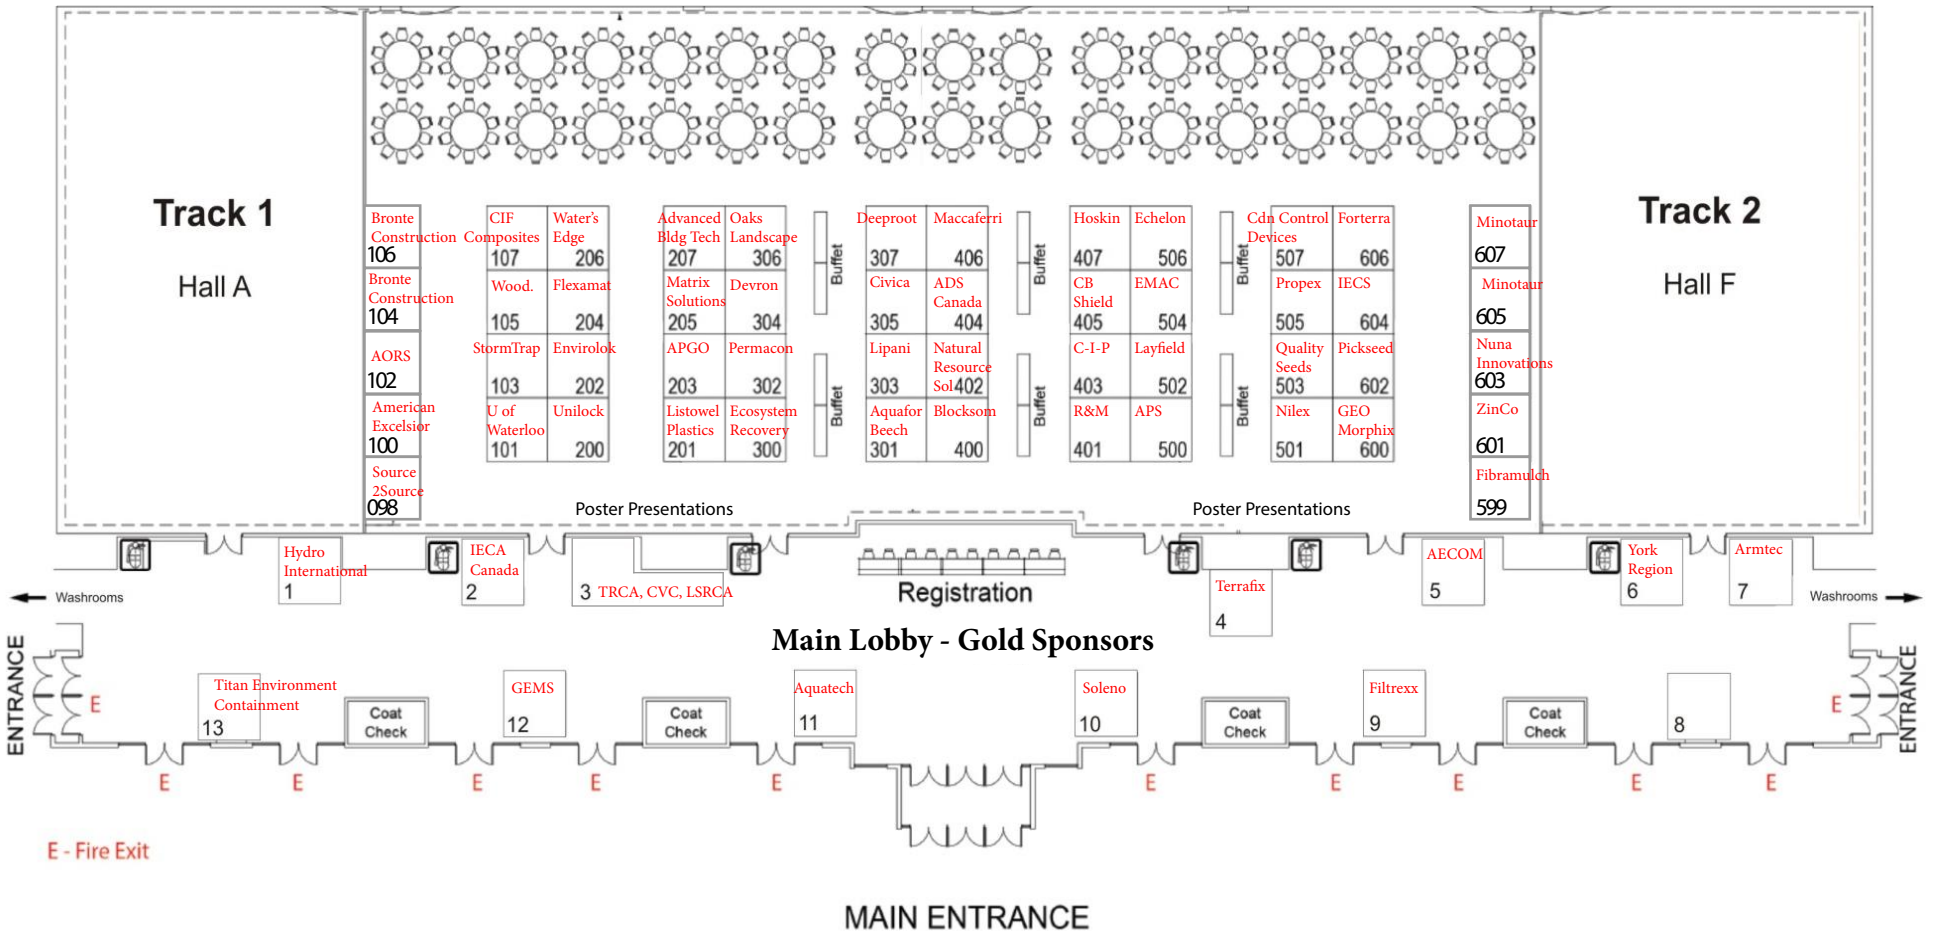 Track 1
Hall A
Track 2
Hall F
Bronte
Construction
106
Bronte
Construction
104
AORS
102
American
Excelsior
100
Source
2Source
098
CIF
Composites
107
Water's
Edge
206
Wood.
105
Flexamat
204
StormTrap
103
Envirolok
202
U of
Waterloo
101
Unilock
200
Advanced
Bldg Tech
207
Oaks
Landscape
306
Matrix
Solutions
205
Devron
304
APGO
203
Permacon
302
Listowel
Plastics
201
Ecosystem
Recovery
300
Buffet
Buffet
Deeproot
307
Maccaferri
406
Civica
305
ADS
Canada
404
Lipani
303
Natural
Resource
Sol
402
Aquafor
Beech
301
Blocksom
400
Buffet
Buffet
Hoskin
407
Echelon
506
CB
Shield
405
EMAC
504
C-I-P
403
Layfield
502
R&M
401
APS
500
Buffet
Buffet
Cdn Control
Devices
507
Forterra
606
Propex
505
IECS
604
Quality
Seeds
503
Pickseed
602
Nilex
501
GEO
Morphix
600
Minotaur
607
Minotaur
605
Nuna
Innovations
603
ZinCo
601
Fibramulch
599
Poster Presentations
Poster Presentations
Hydro
International
1
IECA
Canada
2
3 TRCA, CVC, LSRCA
Registration
Terrafix
4
AECOM
5
York
Region
6
Armtec
7
Washrooms
Washrooms
Main Lobby - Gold Sponsors
ENTRANCE
E
Titan Environment
Containment
13
Coat
Check
GEMS
12
Coat
Check
Aquatech
11
Soleno
10
Coat
Check
Filtrexx
9
Coat
Check
8
E
ENTRANCE
E
E
E
E
E
E
E
E
E
E
E - Fire Exit
MAIN ENTRANCE